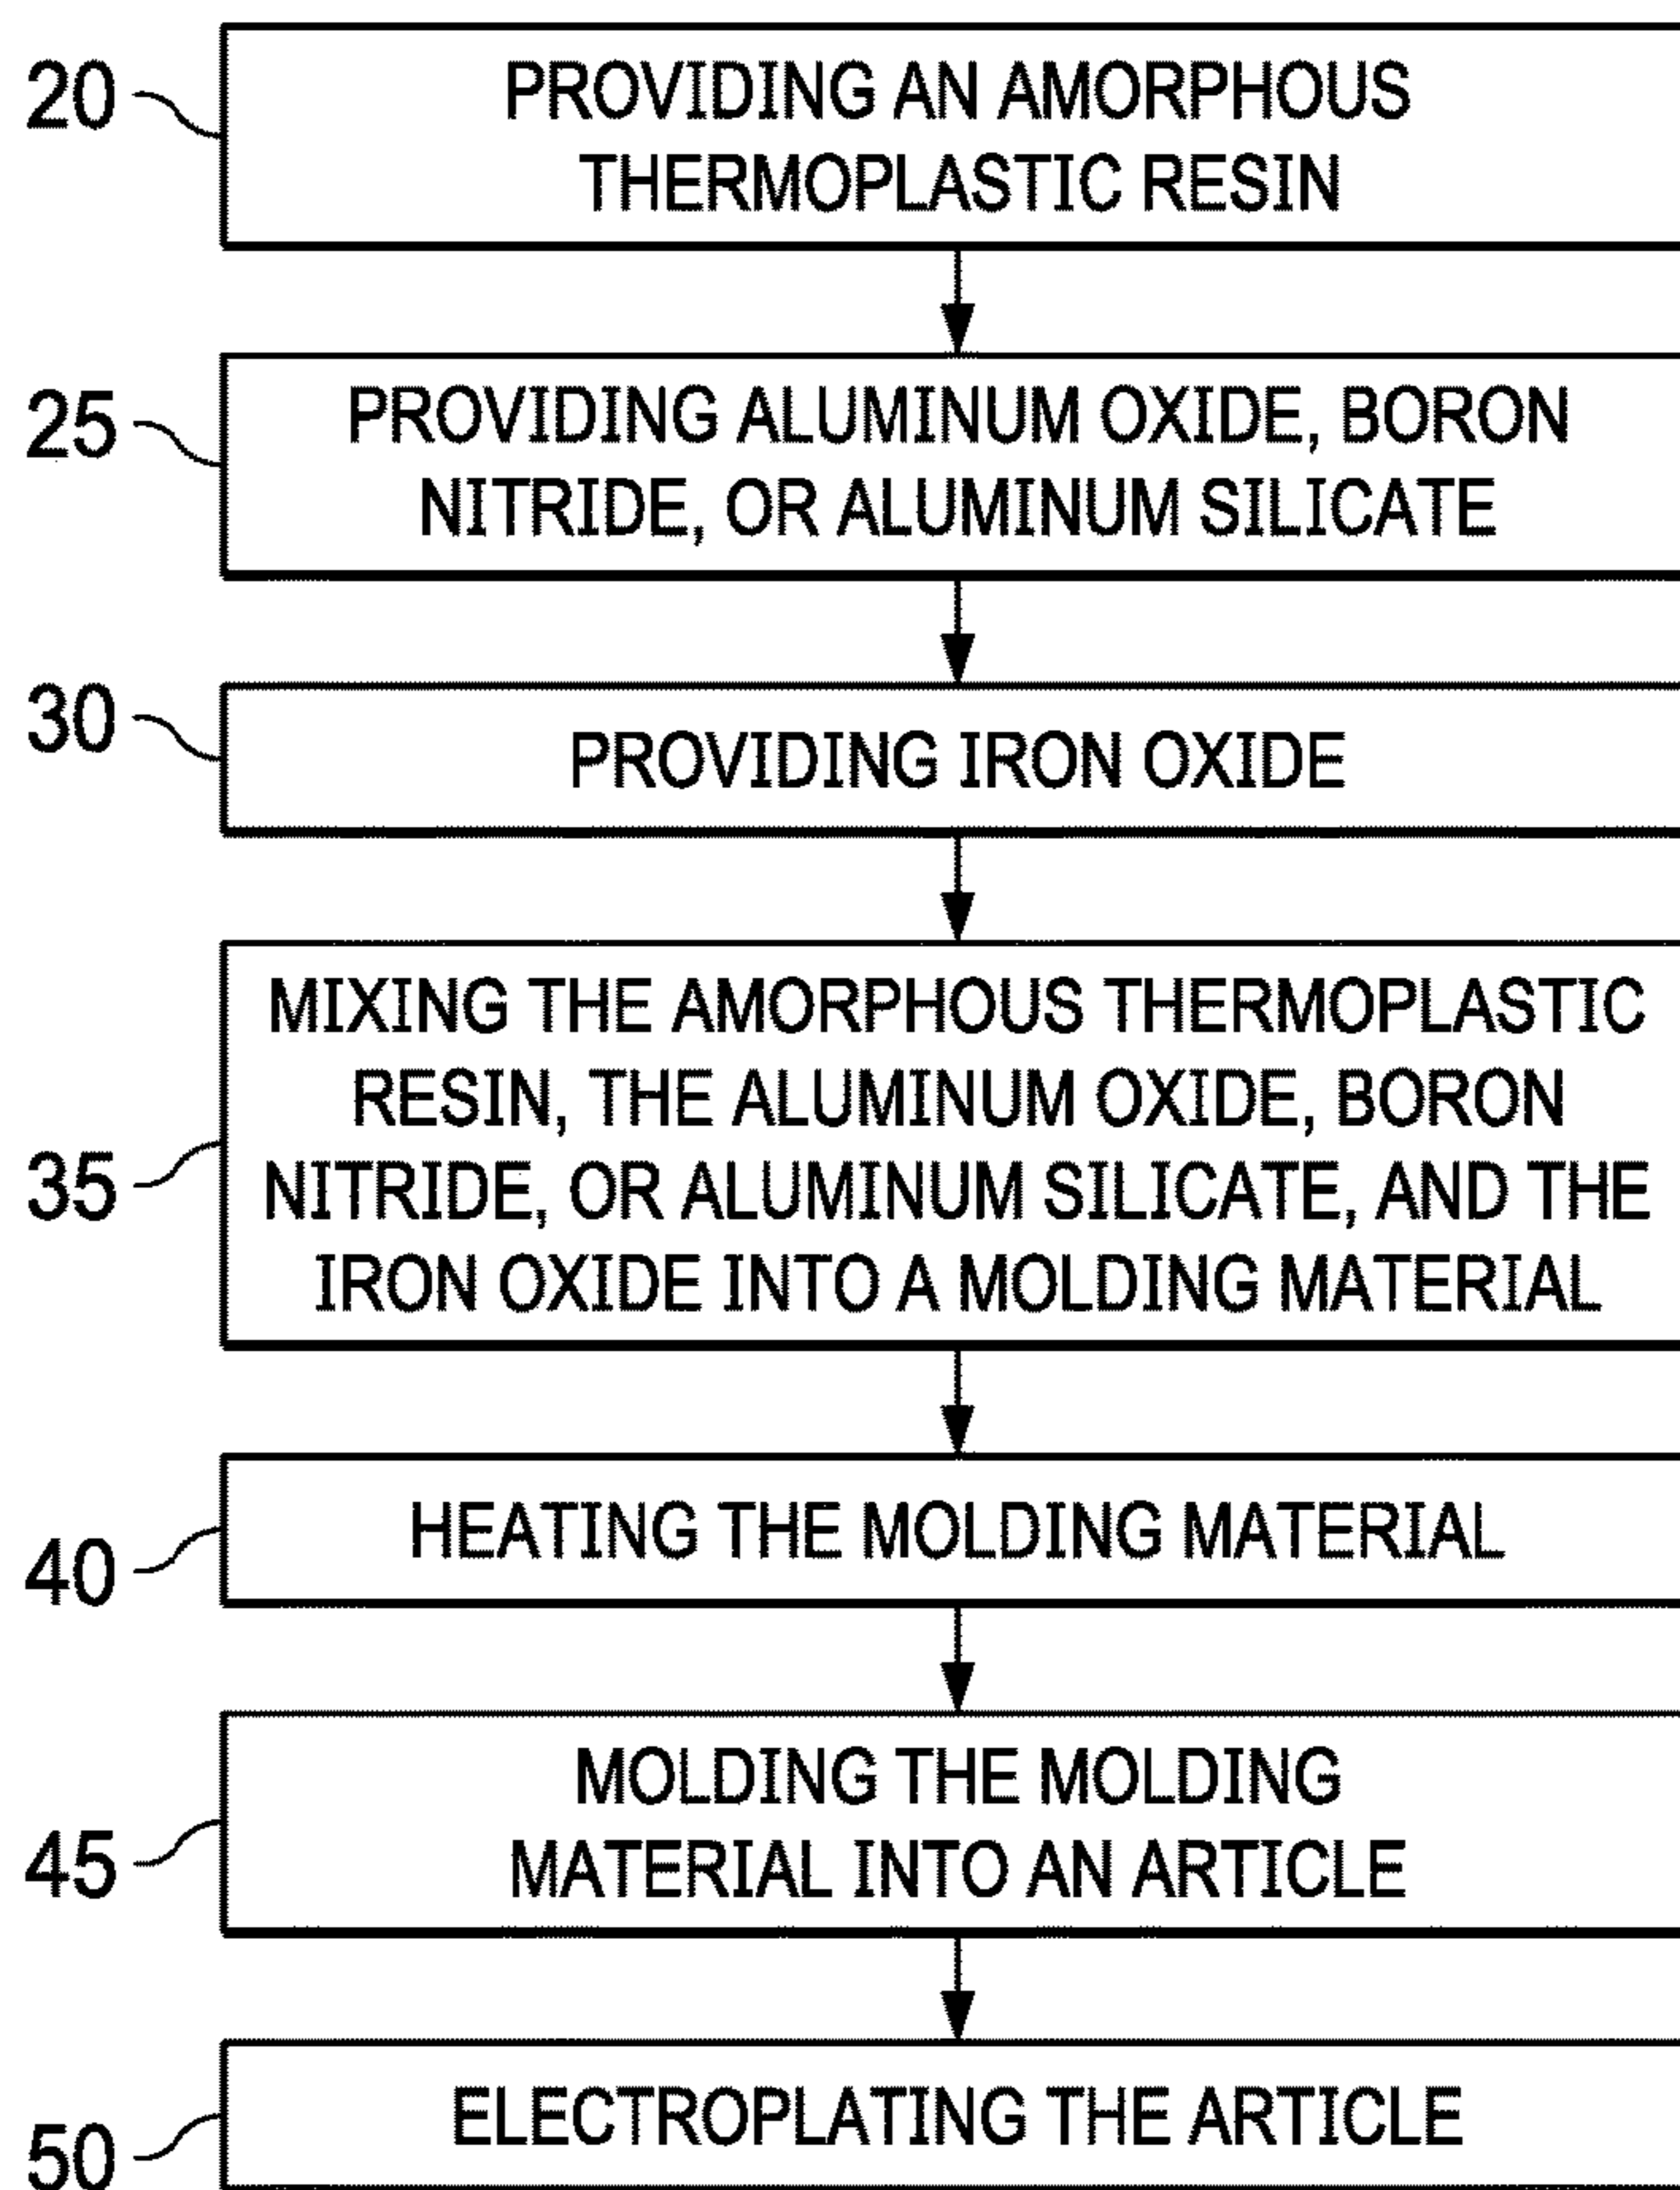 20
PROVIDING AN AMORPHOUS
THERMOPLASTIC RESIN
25
PROVIDING ALUMINUM OXIDE, BORON
NITRIDE, OR ALUMINUM SILICATE
30
PROVIDING IRON OXIDE
35
MIXING THE AMORPHOUS THERMOPLASTIC
RESIN, THE ALUMINUM OXIDE, BORON
NITRIDE, OR ALUMINUM SILICATE, AND THE
IRON OXIDE INTO A MOLDING MATERIAL
40
HEATING THE MOLDING MATERIAL
45
MOLDING THE MOLDING
MATERIAL INTO AN ARTICLE
50
ELECTROPLATING THE ARTICLE